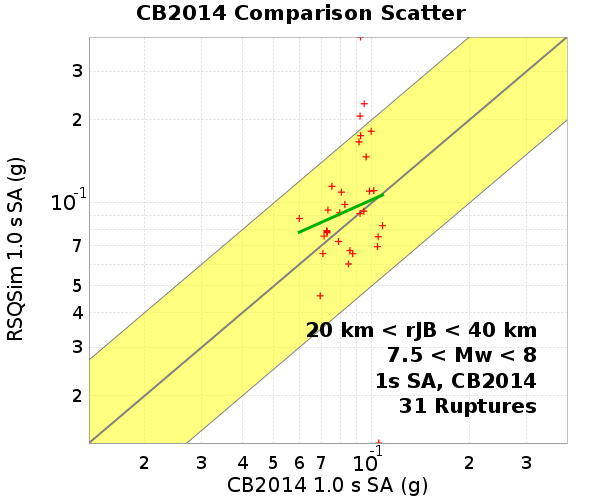 CB2014 Comparison Scatter
RSQSim 1.0 s SA (g)
3
2
10^-1
7
5
4
3
2
20 km < rJB < 40 km
7.5 < Mw < 8
1s SA, CB2014
31 Ruptures
2 3 4 5 6 7 10^-1 2 3
CB2014 1.0 s SA (g)